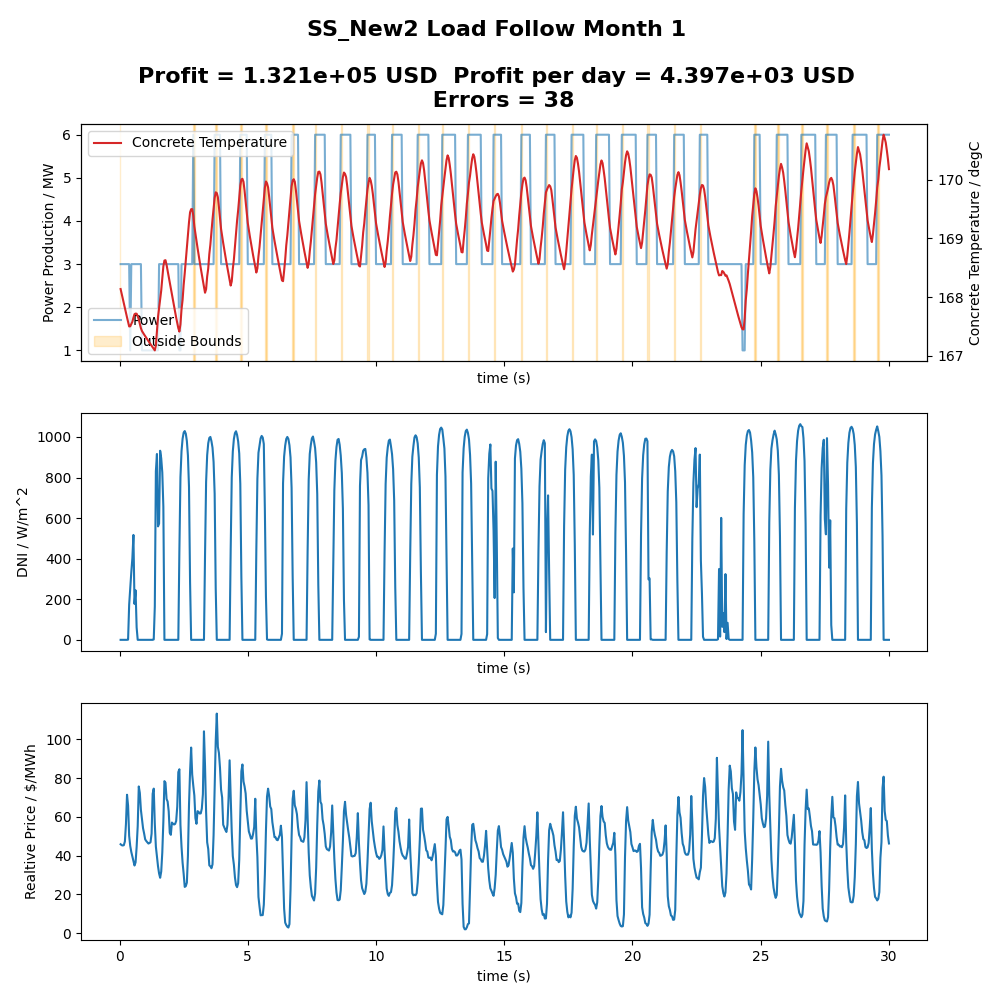 SS_New2 Load Follow Month 1
Profit = 1.321e+05 USD  Profit per day = 4.397e+03 USD
Errors = 38
Concrete Temperature
Power
Outside Bounds
Power Production / MW
6
5
4
3
2
1
Concrete Temperature / degC
170
169
168
167
time (s)
DNI / W/m^2
1000
800
600
400
200
0
time (s)
Realtive Price / $/MWh
100
80
60
40
20
0
0 5 10 15 20 25 30
time (s)